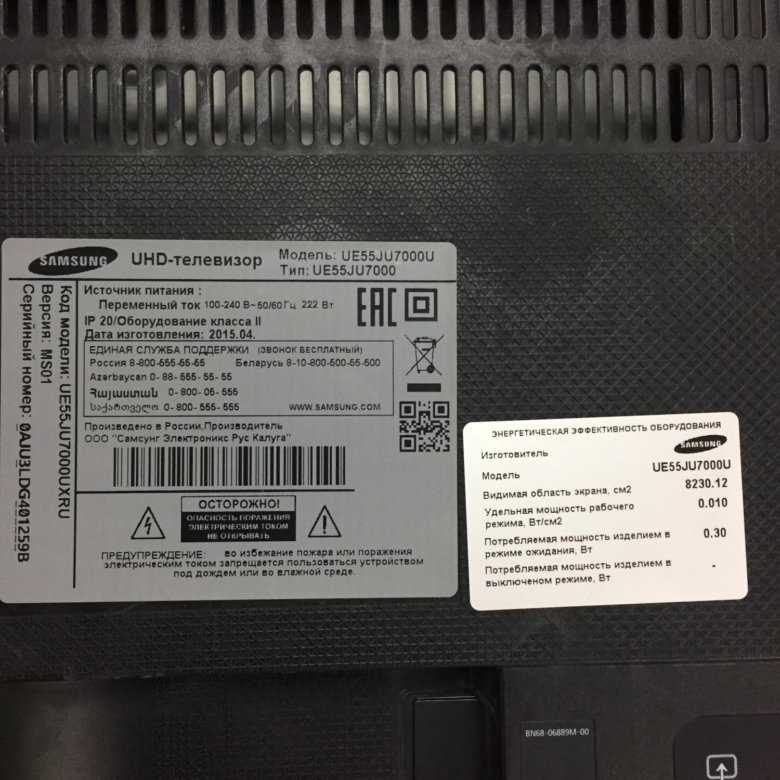 SAMSUNG
UHD-телевизор
Модель: UE55JU7000U
Тип: UE55JU7000
Код модели: UE55JU7000UXRU
Версия: MS01
Серийный номер: 0AJU3LDG401259B
Источник питания :
Переменный ток 100-240 В~ 50/60 Гц 222 Вт
IP 20/Оборудование класса II
Дата изготовления: 2015.04.
EAC
ЕДИНАЯ СЛУЖБА ПОДДЕРЖКИ (ЗВОНОК БЕСПЛАТНЫЙ)
Россия 8-800-555-55-55 Беларусь 8-10-800-500-55-500
Azərbaycan 0- 88- 555- 55- 55
Հայաստան 0- 800- 05- 555
საქართველო 0- 800- 555- 555 WWW.SAMSUNG.COM
Произведено в России,Производитель
ООО "Самсунг Электроникс Рус Калуга"
ОСТОРОЖНО!
ОПАСНОСТЬ ПОРАЖЕНИЯ
ЭЛЕКТРИЧЕСКИМ ТОКОМ
НЕ ОТКРЫВАТЬ
ПРЕДУПРЕЖДЕНИЕ: во избежание пожара или поражения
электрическим током запрещается пользоваться устройством
под дождем или во влажной среде.
ЭНЕРГЕТИЧЕСКАЯ ЭФФЕКТИВНОСТЬ ОБОРУДОВАНИЯ
Изготовитель SAMSUNG
Модель UE55JU7000U
Видимая область экрана, см2 8230.12
Удельная мощность рабочего
режима, Вт/см2 0.010
Потребляемая мощность изделием в
режиме ожидания, Вт 0.30
Потребляемая мощность изделием в
выключеном режиме, Вт -
BN68-06889M-00